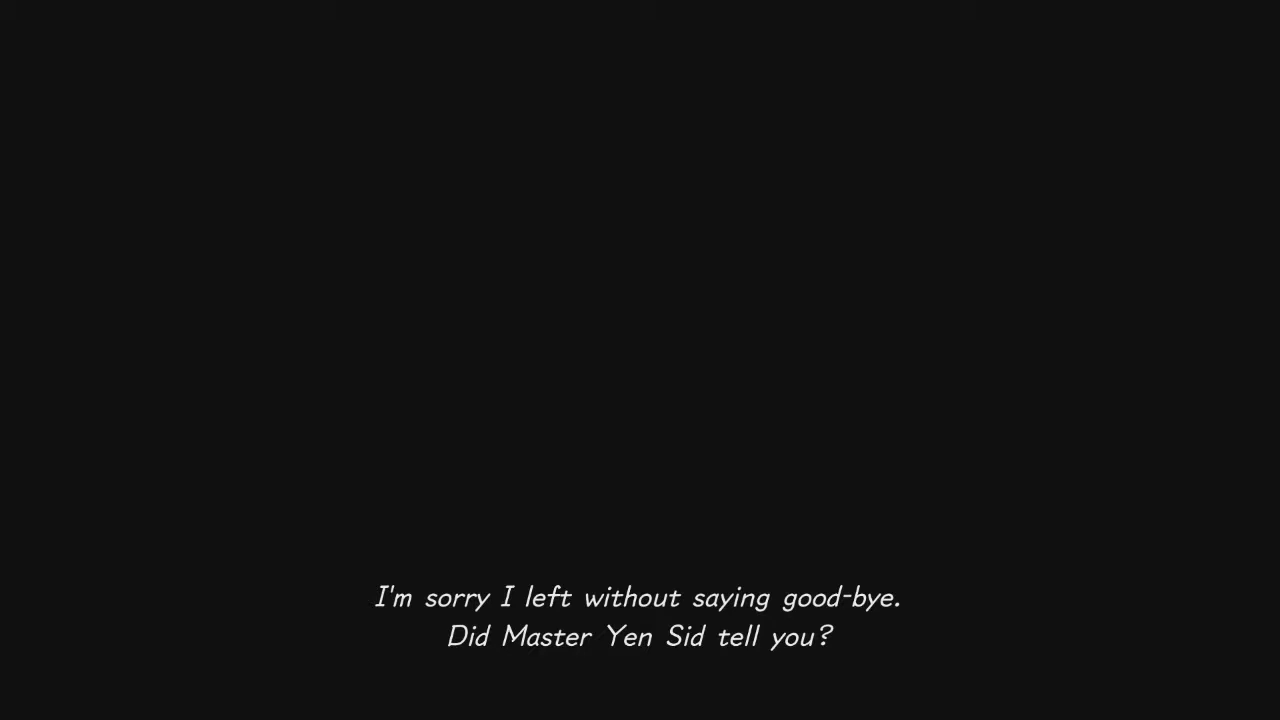 I'm sorry I left without saying good-bye.
Did Master Yen Sid tell you?